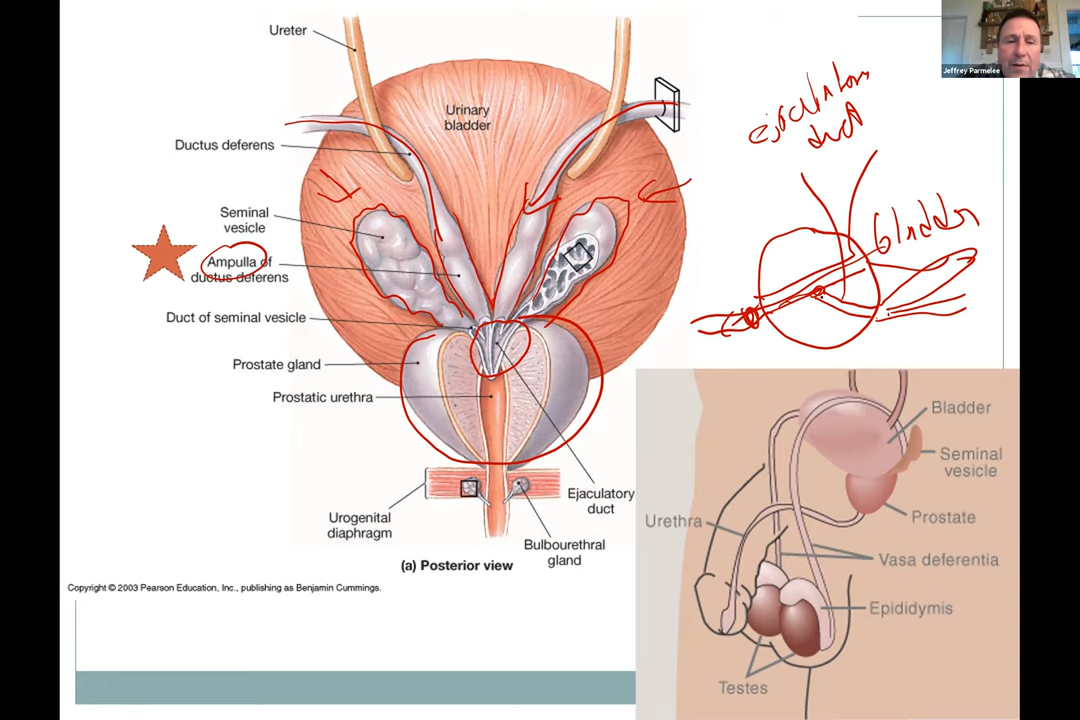 Jeffrey Parmelee
Ureter
Urinary
bladder
Ductus deferens
Seminal
vesicle
Ampulla of
ductus deferens
Duct of seminal vesicle
Prostate gland
Prostatic urethra
Urogenital
diaphragm
Ejaculatory
duct
Bulbourethral
gland
(a) Posterior view
Copyright © 2003 Pearson Education, Inc., publishing as Benjamin Cummings.
ejaculatory
duct
bladder
Bladder
Seminal
vesicle
Prostate
Urethra
Vasa deferentia
Epididymis
Testes